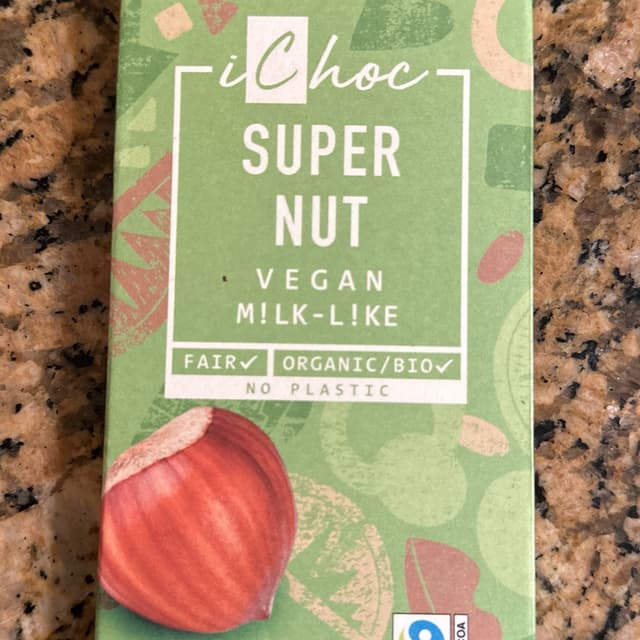 iChoc
SUPER
NUT
VEGAN
M!LK-L!KE
FAIR✓ ORGANIC/BIO✓
NO PLASTIC